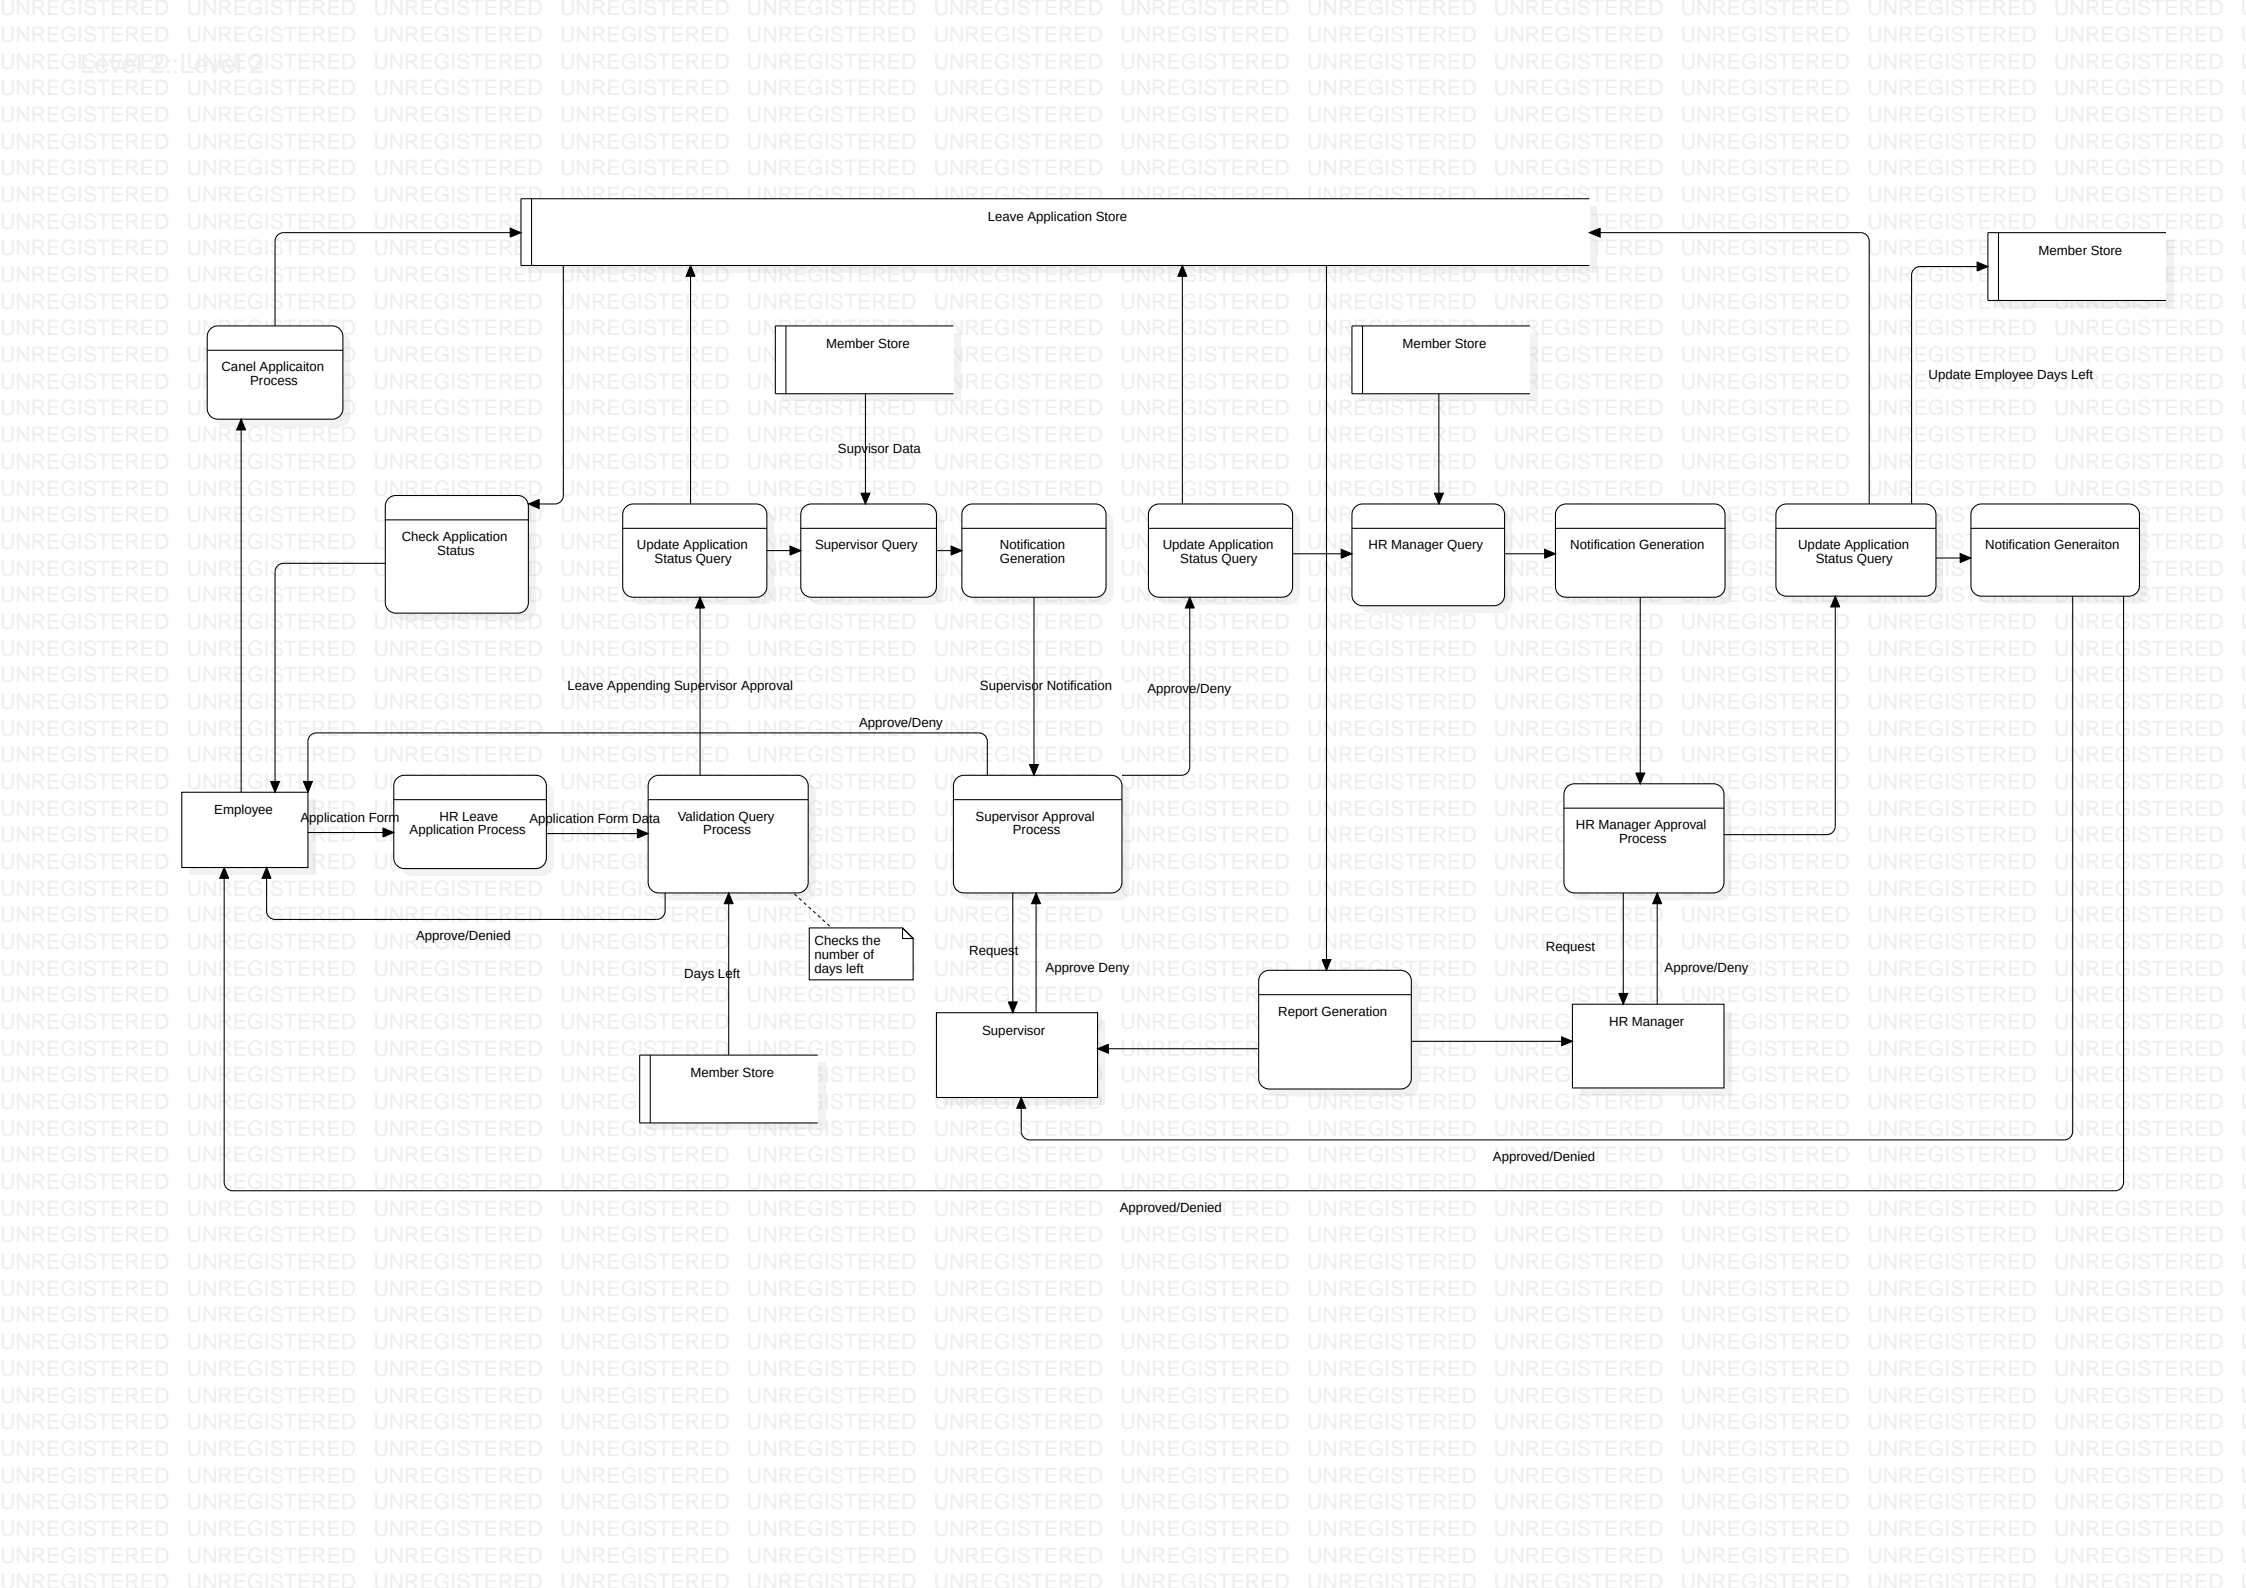 Level 2::Level 2
Leave Application Store
Member Store
Member Store
Member Store
Canel Applicaiton
Process
Update Employee Days Left
Supvisor Data
Check Application
Status
Update Application
Status Query
Supervisor Query
Notification
Generation
Update Application
Status Query
HR Manager Query
Notification Generation
Update Application
Status Query
Notification Generaiton
Leave Appending Supervisor Approval
Supervisor Notification
Approve/Deny
Approve/Deny
Employee
Application Form
HR Leave
Application Process
Application Form Data
Validation Query
Process
Supervisor Approval
Process
HR Manager Approval
Process
Approve/Denied
Checks the
number of
days left
Days Left
Request
Approve Deny
Request
Approve/Deny
Report Generation
Supervisor
HR Manager
Member Store
Approved/Denied
Approved/Denied
UNREGISTERED